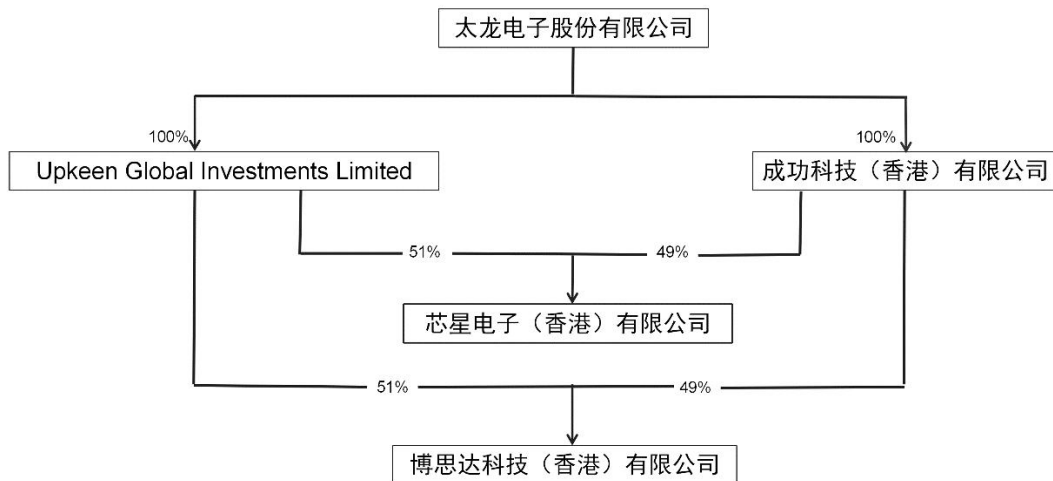 太龙电子股份有限公司
100%
100%
Upkeen Global Investments Limited
成功科技（香港）有限公司
51%
49%
芯星电子（香港）有限公司
51%
49%
博思达科技（香港）有限公司